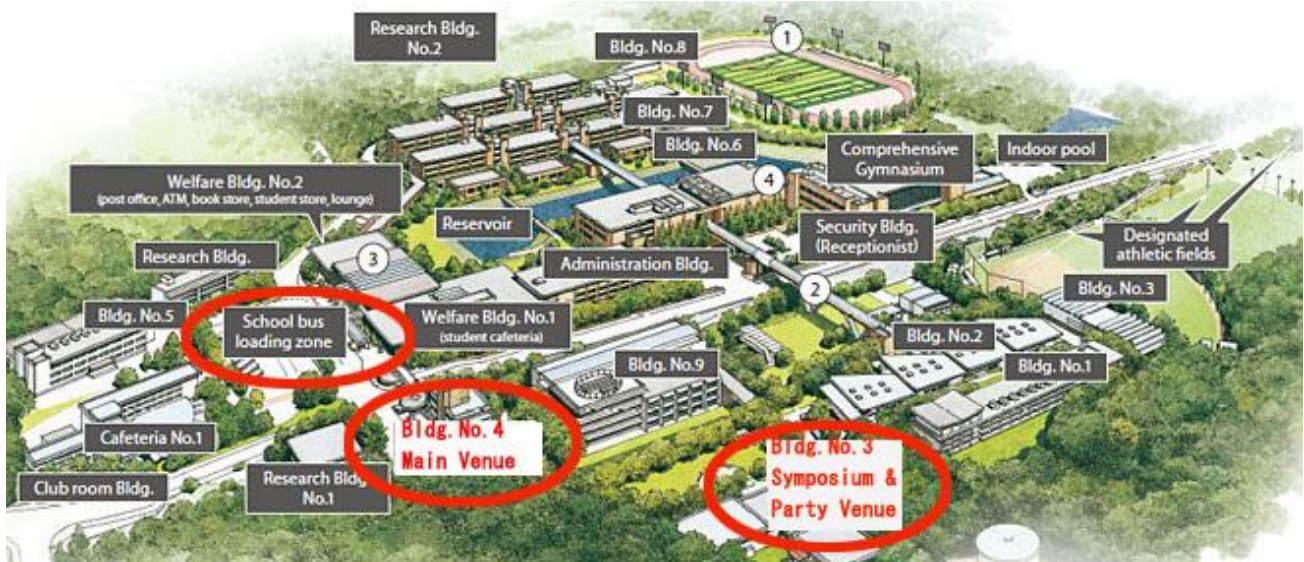 Research Bldg.
No.2
Bldg. No.8
1
Bldg. No.7
Bldg. No.6
Comprehensive
Gymnasium
Indoor pool
Welfare Bldg. No.2
(post office, ATM, book store, student store, lounge)
4
Reservoir
Security Bldg.
(Receptionist)
Designated
athletic fields
Research Bldg.
3
Administration Bldg.
2
Bldg. No.3
Bldg. No.5
School bus
loading zone
Welfare Bldg. No.1
(student cafeteria)
Bldg. No.2
Bldg. No.9
Bldg. No.1
Cafeteria No.1
Bldg.No.4
Main Venue
Bldg.No.3
Symposium &
Party Venue
Club room Bldg.
Research Bldg.
No.1